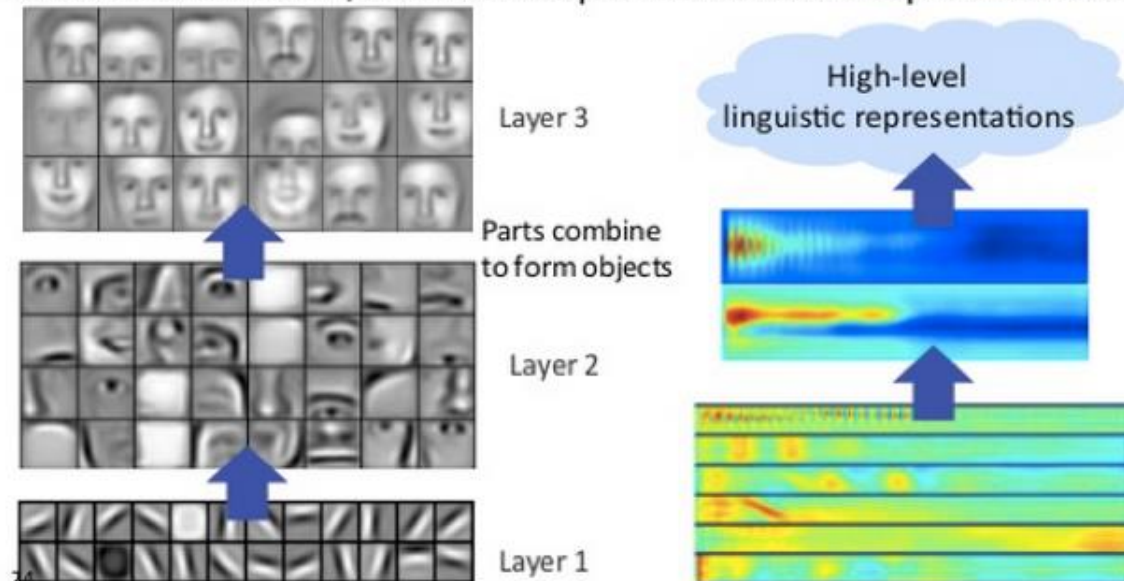 Layer 3
Parts combine
to form objects
Layer 2
Layer 1
High-level
linguistic representations